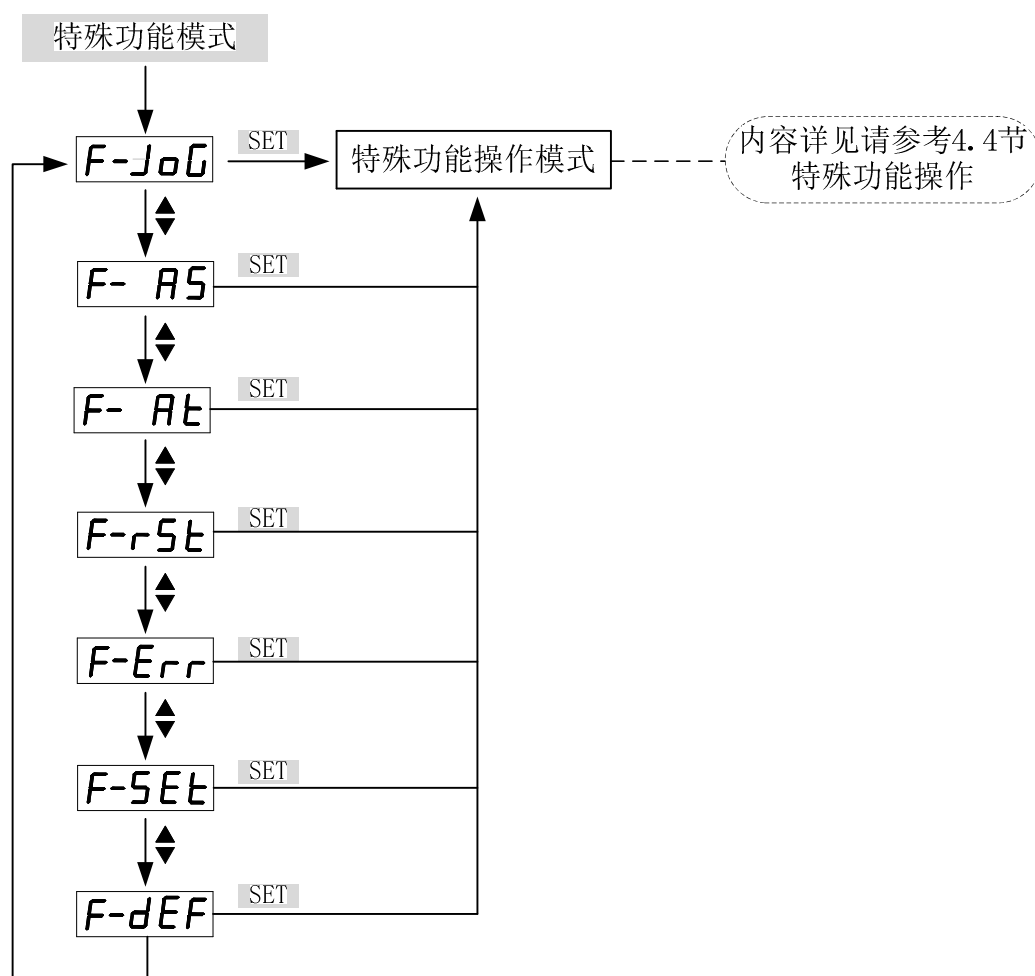 特殊功能模式
F-JoG
SET
特殊功能操作模式
内容详见请参考4.4节
特殊功能操作
F- AS
SET
F- At
SET
F-rSt
SET
F-Err
SET
F-SEt
SET
F-dEF
SET